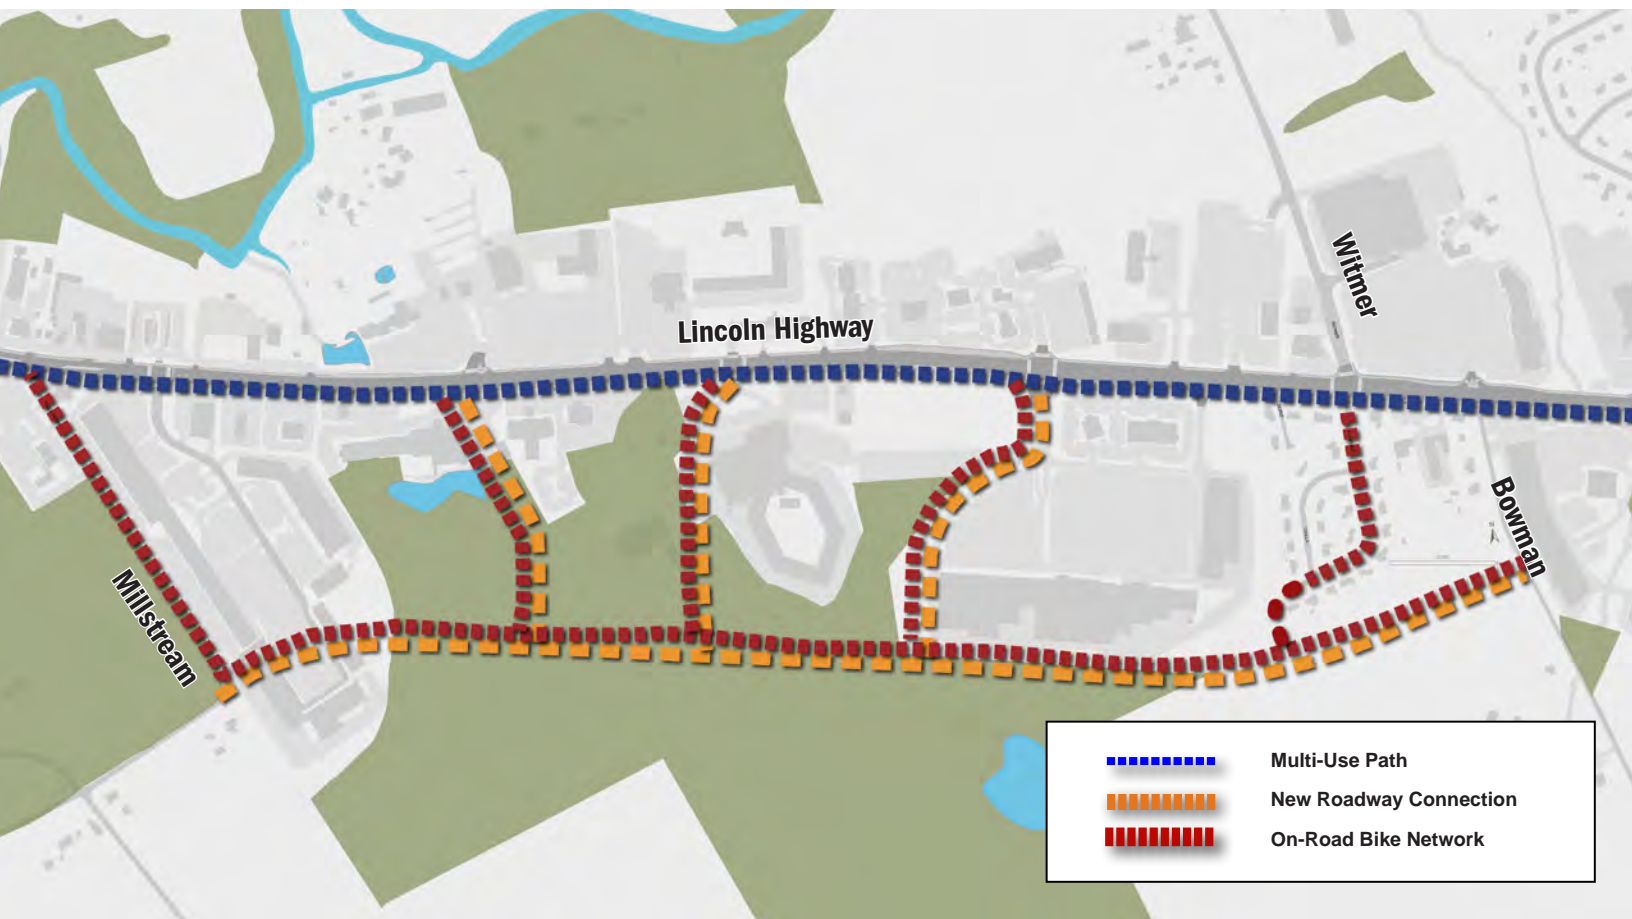 Lincoln Highway
Witmer
Bowman
Millstream
Multi-Use Path
New Roadway Connection
On-Road Bike Network